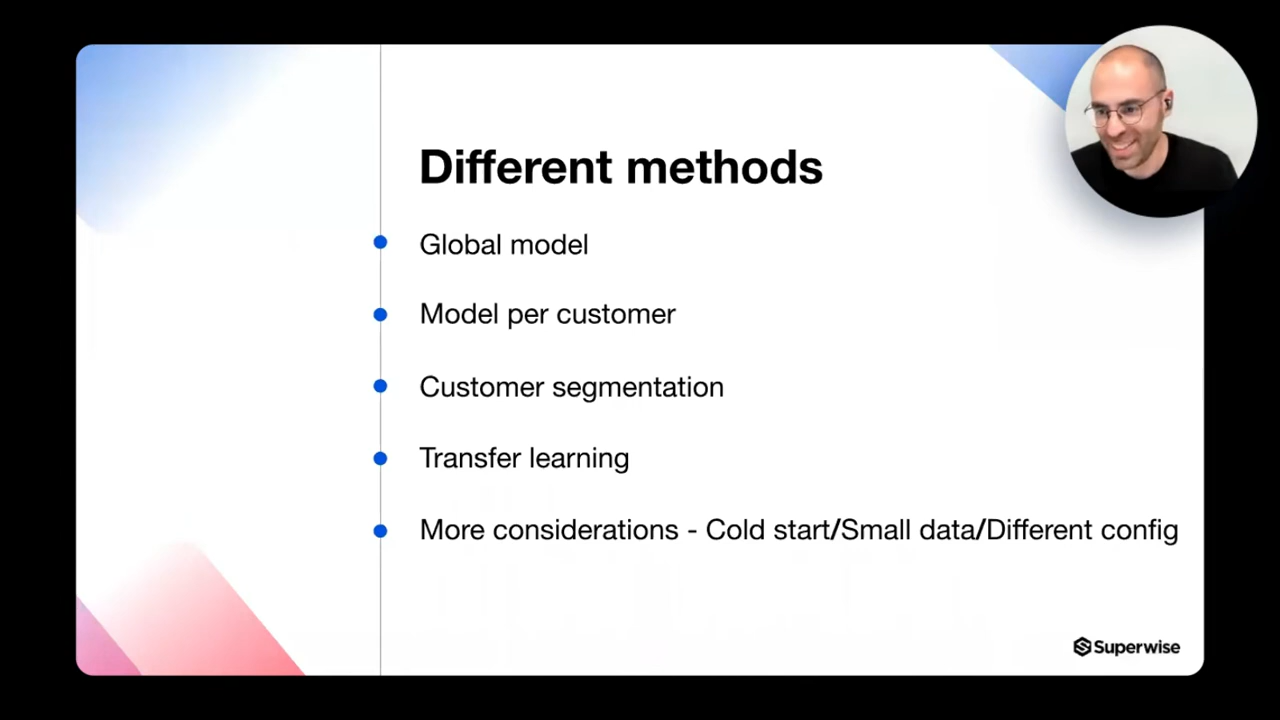 Different methods
Global model
Model per customer
Customer segmentation
Transfer learning
More considerations - Cold start/Small data/Different config
Superwise